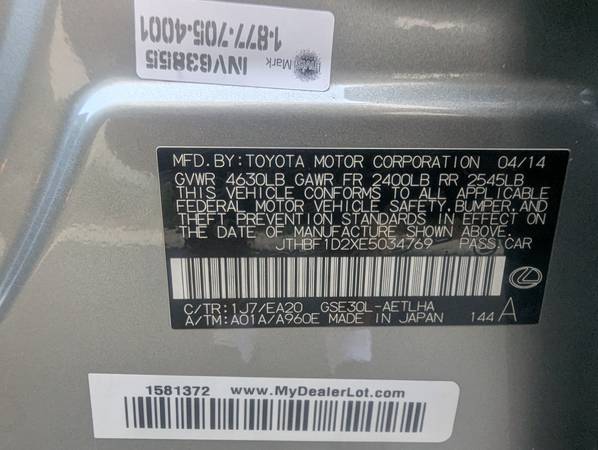 INV63855
1-877-705-4001
Mark
MFD.BY:TOYOTA MOTOR CORPORATION 04/14
GVWR 4630LB GAWR FR 2400LB RR 2545LB
THIS VEHICLE CONFORMS TO ALL APPLICABLE
FEDERAL MOTOR VEHICLE SAFETY,BUMPER,AND
THEFT PREVENTION STANDARDS IN EFFECT ON
THE DATE OF MANUFACTURE SHOWN ABOVE.
JTHBF1D2XE5034769 PASS.CAR
C/TR:1J7/EA20 GSE30L-AETLHA
A/TM:A01A/A960E MADE IN JAPAN 144 A
1581372 www.MyDealerLot.com